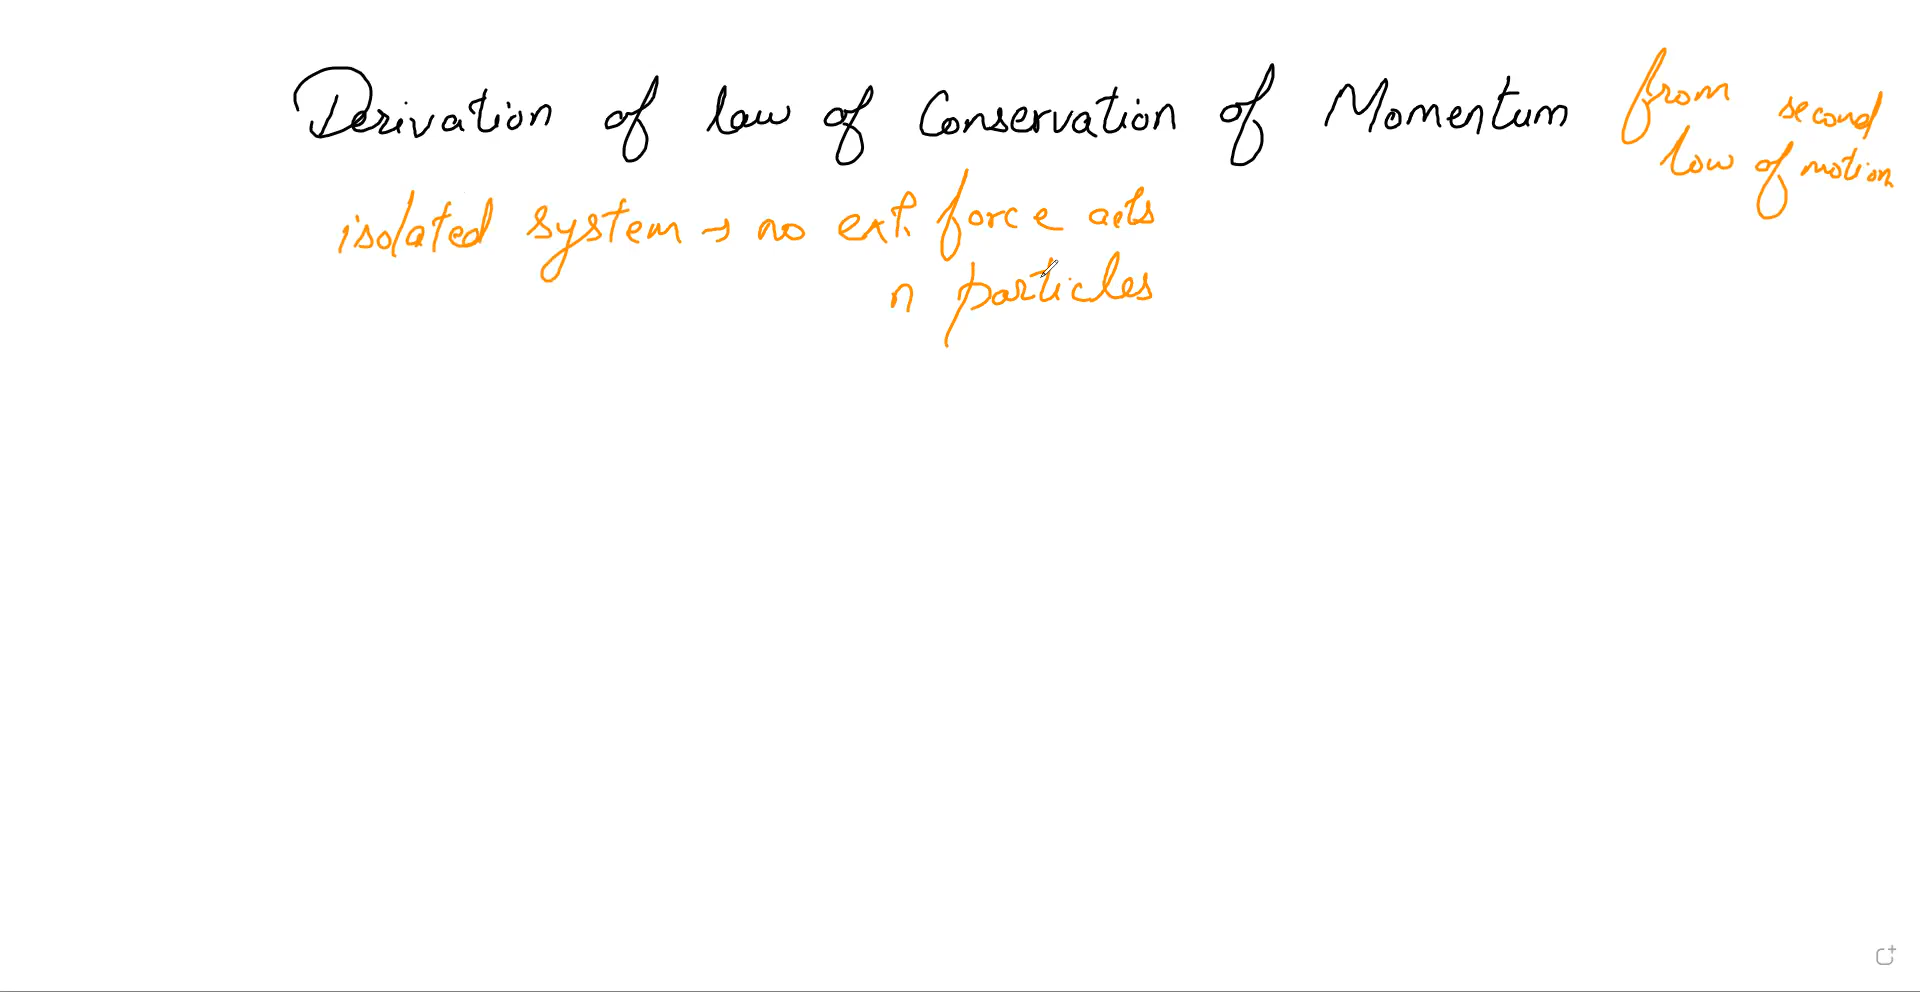 Derivation of law of Conservation of Momentum from second
law of motion
isolated system → no ext. force acts
n particles